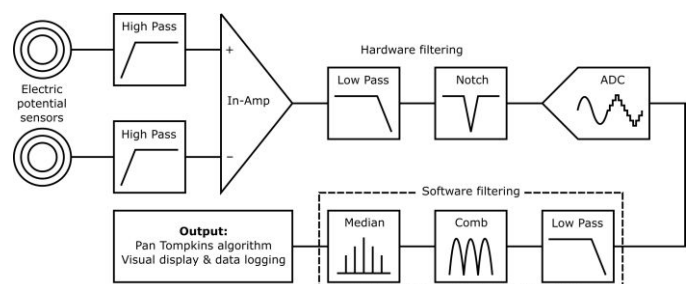 High Pass
Hardware filtering
+
Low Pass
Notch
ADC
Electric
potential
sensors
In-Amp
High Pass
−
Software filtering
Output:
Pan Tompkins algorithm
Visual display & data logging
Median
Comb
Low Pass